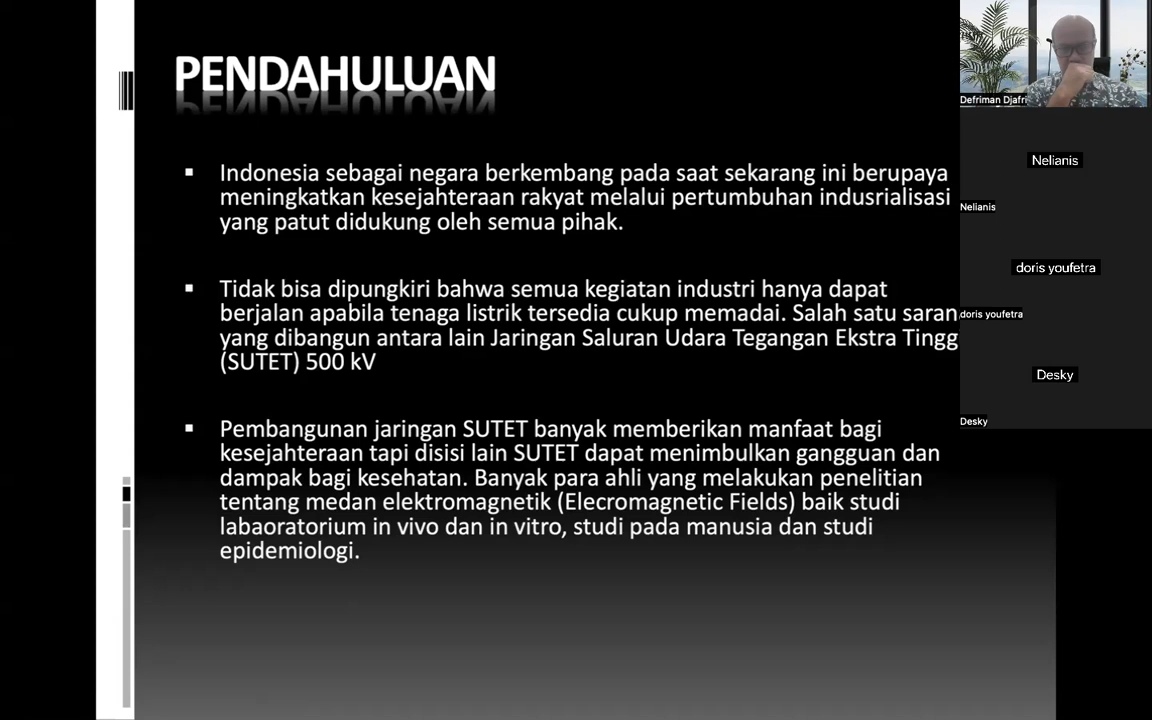 PENDAHULUAN
Indonesia sebagai negara berkembang pada saat sekarang ini berupaya
meningkatkan kesejahteraan rakyat melalui pertumbuhan indusrialisasi
yang patut didukung oleh semua pihak.
Tidak bisa dipungkiri bahwa semua kegiatan industri hanya dapat
berjalan apabila tenaga listrik tersedia cukup memadai. Salah satu saran
yang dibangun antara lain Jaringan Saluran Udara Tegangan Ekstra Tingg
(SUTET) 500 kV
Pembangunan jaringan SUTET banyak memberikan manfaat bagi
kesejahteraan tapi disisi lain SUTET dapat menimbulkan gangguan dan
dampak bagi kesehatan. Banyak para ahli yang melakukan penelitian
tentang medan elektromagnetik (Elecromagnetic Fields) baik studi
labaoratorium in vivo dan in vitro, studi pada manusia dan studi
epidemiologi.
Defriman Djafri
Nelianis
Nelianis
doris youfetra
doris youfetra
Desky
Desky